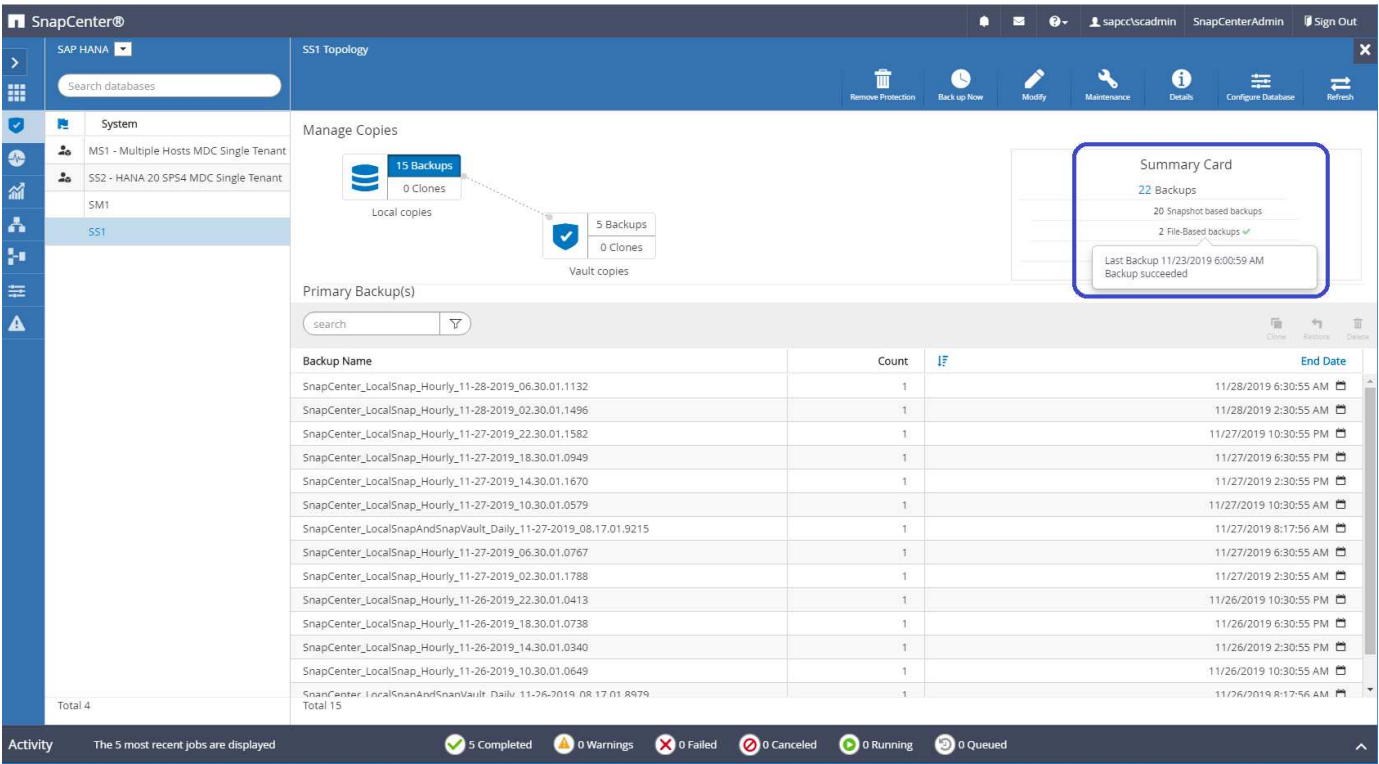 SnapCenter®
sapcc\scadmin SnapCenterAdmin Sign Out
SAP HANA
SS1 Topology
Search databases
Remove Protection Back up Now Modify Maintenance Details Configure Database Refresh
System
MS1 - Multiple Hosts MDC Single Tenant
SS2 - HANA 20 SPS4 MDC Single Tenant
SM1
SS1
Total 4
Manage Copies
15 Backups
0 Clones
Local copies
5 Backups
0 Clones
Vault copies
Summary Card
22 Backups
20 Snapshot based backups
2 File-Based backups
Last Backup 11/23/2019 6:00:59 AM
Backup succeeded
Primary Backup(s)
search
Clone Restore Delete
Backup Name Count End Date
SnapCenter_LocalSnap_Hourly_11-28-2019_06.30.01.1132 1 11/28/2019 6:30:55 AM
SnapCenter_LocalSnap_Hourly_11-28-2019_02.30.01.1496 1 11/28/2019 2:30:55 AM
SnapCenter_LocalSnap_Hourly_11-27-2019_22.30.01.1582 1 11/27/2019 10:30:55 PM
SnapCenter_LocalSnap_Hourly_11-27-2019_18.30.01.0949 1 11/27/2019 6:30:55 PM
SnapCenter_LocalSnap_Hourly_11-27-2019_14.30.01.1670 1 11/27/2019 2:30:55 PM
SnapCenter_LocalSnap_Hourly_11-27-2019_10.30.01.0579 1 11/27/2019 10:30:55 AM
SnapCenter_LocalSnapAndSnapVault_Daily_11-27-2019_08.17.01.9215 1 11/27/2019 8:17:56 AM
SnapCenter_LocalSnap_Hourly_11-27-2019_06.30.01.0767 1 11/27/2019 6:30:55 AM
SnapCenter_LocalSnap_Hourly_11-27-2019_02.30.01.1788 1 11/27/2019 2:30:55 AM
SnapCenter_LocalSnap_Hourly_11-26-2019_22.30.01.0413 1 11/26/2019 10:30:55 PM
SnapCenter_LocalSnap_Hourly_11-26-2019_18.30.01.0738 1 11/26/2019 6:30:55 PM
SnapCenter_LocalSnap_Hourly_11-26-2019_14.30.01.0340 1 11/26/2019 2:30:55 PM
SnapCenter_LocalSnap_Hourly_11-26-2019_10.30.01.0649 1 11/26/2019 10:30:55 AM
SnapCenter_LocalSnapAndSnapVault_Daily_11-26-2019_08.17.01.8979 1 11/26/2019 8:17:56 AM
Total 15
Activity The 5 most recent jobs are displayed 5 Completed 0 Warnings 0 Failed 0 Canceled 0 Running 0 Queued